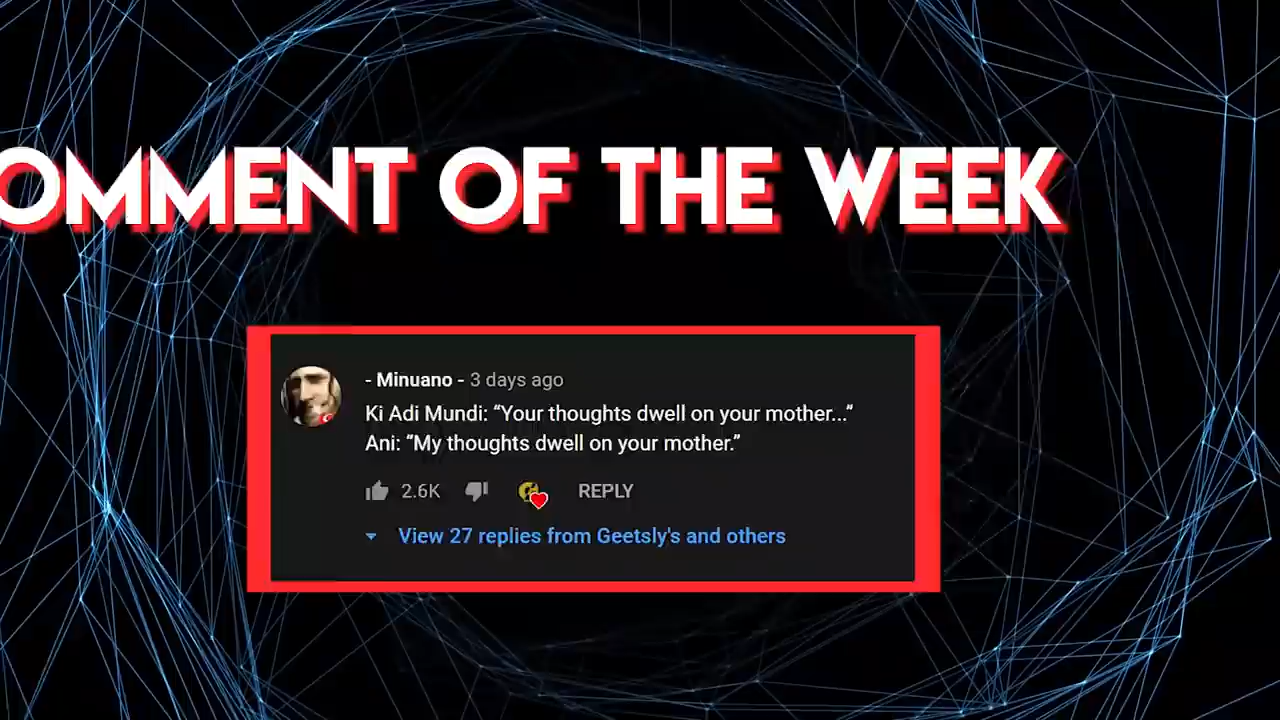 OMMENT OF THE WEEK
- Minuano - 3 days ago
Ki Adi Mundi: “Your thoughts dwell on your mother...”
Ani: “My thoughts dwell on your mother.”
2.6K REPLY
View 27 replies from Geetsly's and others